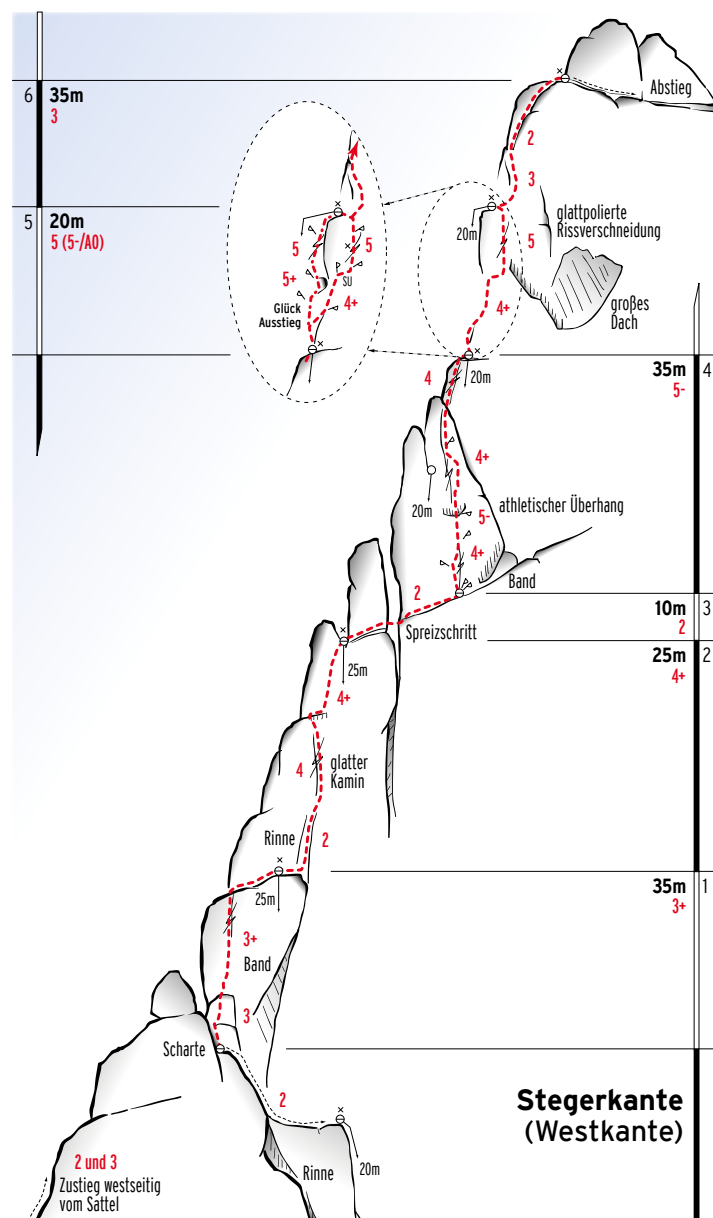 Abstieg
6
35m
3
2
3
5
20m
5 (5-/A0)
20m
glattpolierte
Rissverschneidung
5
5
5
5+
SU
4+
Glück
Ausstieg
4+
großes
Dach
35m
4
5-
4
20m
4+
20m
5-
athletischer Überhang
4+
Band
2
10m
3
2
Spreizschritt
25m
2
4+
25m
4+
4
glatter
Kamin
Rinne
2
25m
35m
1
3+
3+
Band
3
Scharte
2
Stegerkante
(Westkante)
2 und 3
Zustieg westseitig
vom Sattel
Rinne
20m